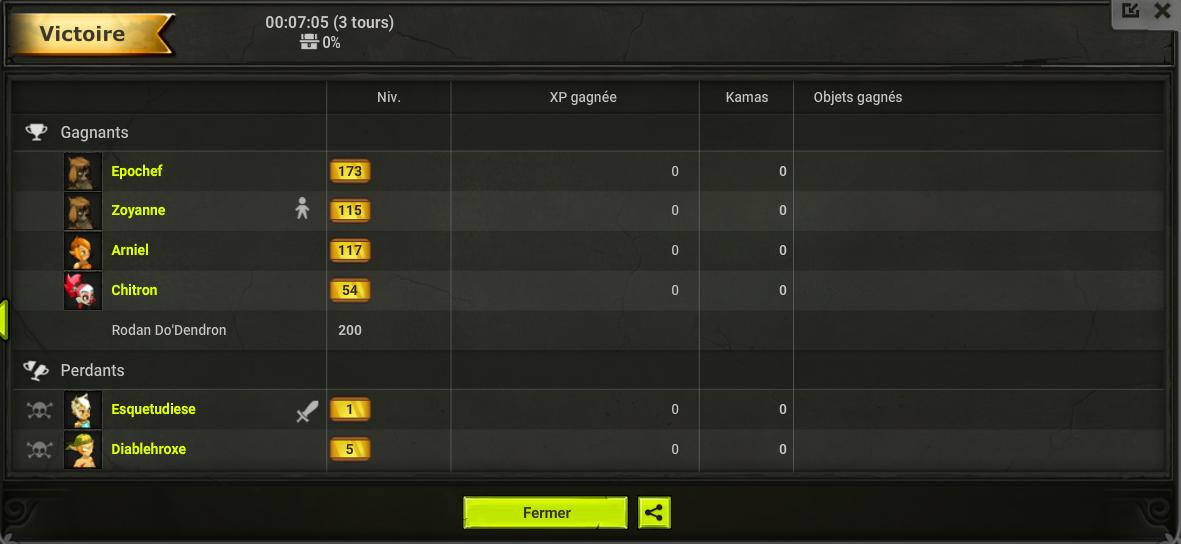 Victoire
00:07:05 (3 tours)
0%
Niv. XP gagnée Kamas Objets gagnés
Gagnants
Epochef 173 0 0
Zoyanne 115 0 0
Arniel 117 0 0
Chitron 54 0 0
Rodan Do'Dendron 200
Perdants
Esquetudiese 1 0 0
Diablehroxe 5 0 0
Fermer